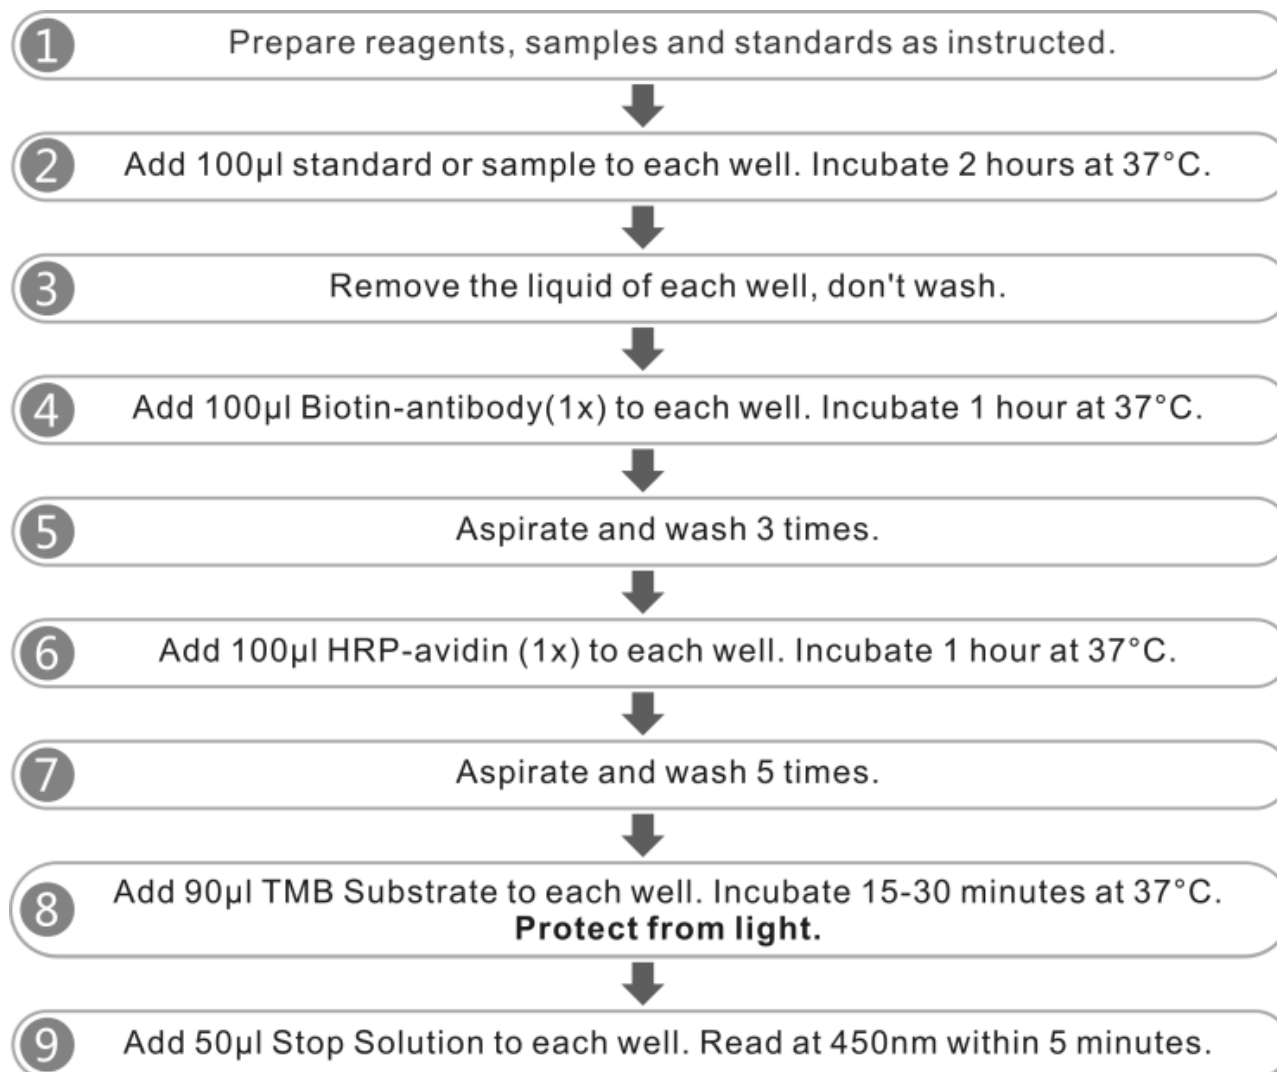 1
Prepare reagents, samples and standards as instructed.
2
Add 100μl standard or sample to each well. Incubate 2 hours at 37°C.
3
Remove the liquid of each well, don't wash.
4
Add 100μl Biotin-antibody(1x) to each well. Incubate 1 hour at 37°C.
5
Aspirate and wash 3 times.
6
Add 100μl HRP-avidin (1x) to each well. Incubate 1 hour at 37°C.
7
Aspirate and wash 5 times.
8
Add 90μl TMB Substrate to each well. Incubate 15-30 minutes at 37°C.
Protect from light.
9
Add 50μl Stop Solution to each well. Read at 450nm within 5 minutes.